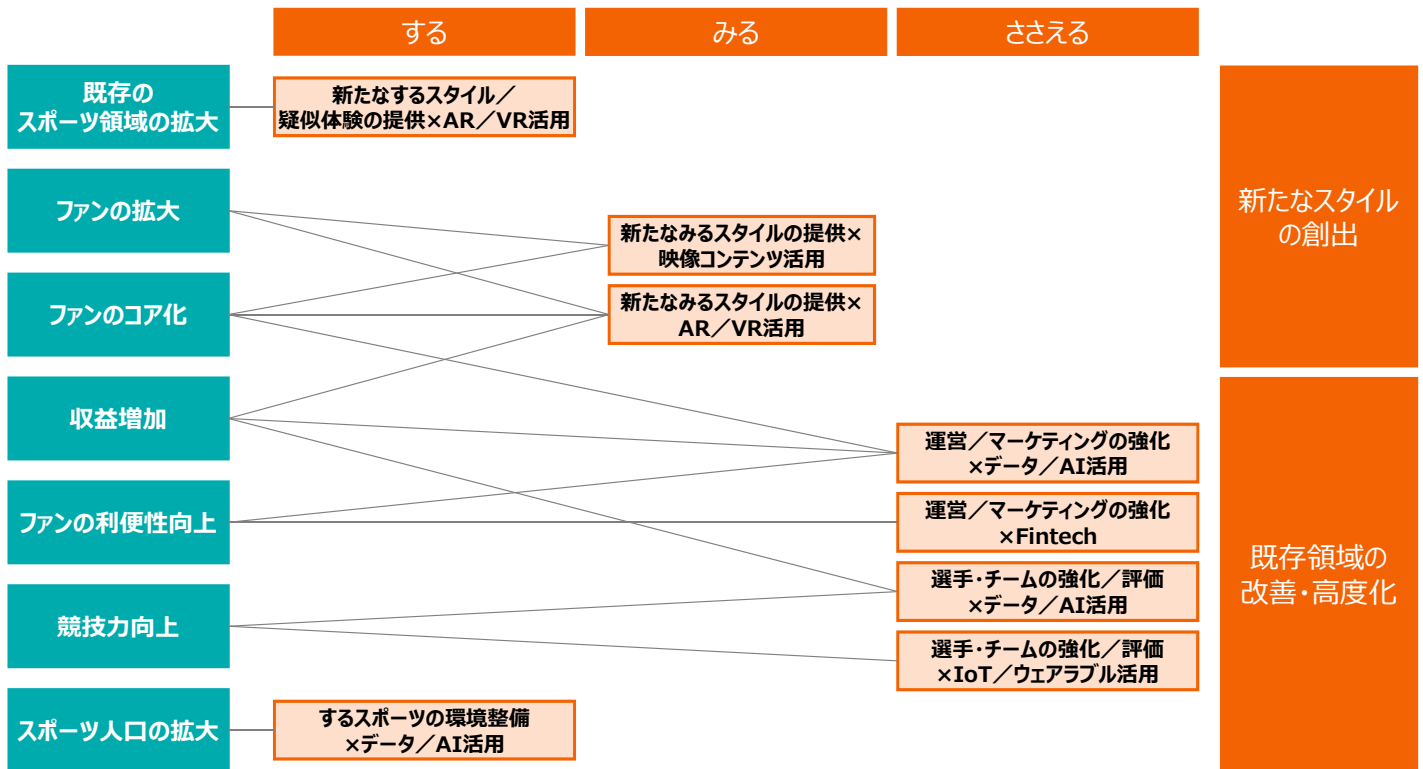 する
みる
ささえる
既存の
スポーツ領域の拡大
新たなするスタイル／
疑似体験の提供×AR／VR活用
ファンの拡大
新たなみるスタイルの提供×
映像コンテンツ活用
ファンのコア化
新たなみるスタイルの提供×
AR／VR活用
収益増加
運営／マーケティングの強化
×データ／AI活用
ファンの利便性向上
運営／マーケティングの強化
×Fintech
選手・チームの強化／評価
×データ／AI活用
競技力向上
選手・チームの強化／評価
×IoT／ウェアラブル活用
スポーツ人口の拡大
するスポーツの環境整備
×データ／AI活用
新たなスタイル
の創出
既存領域の
改善・高度化